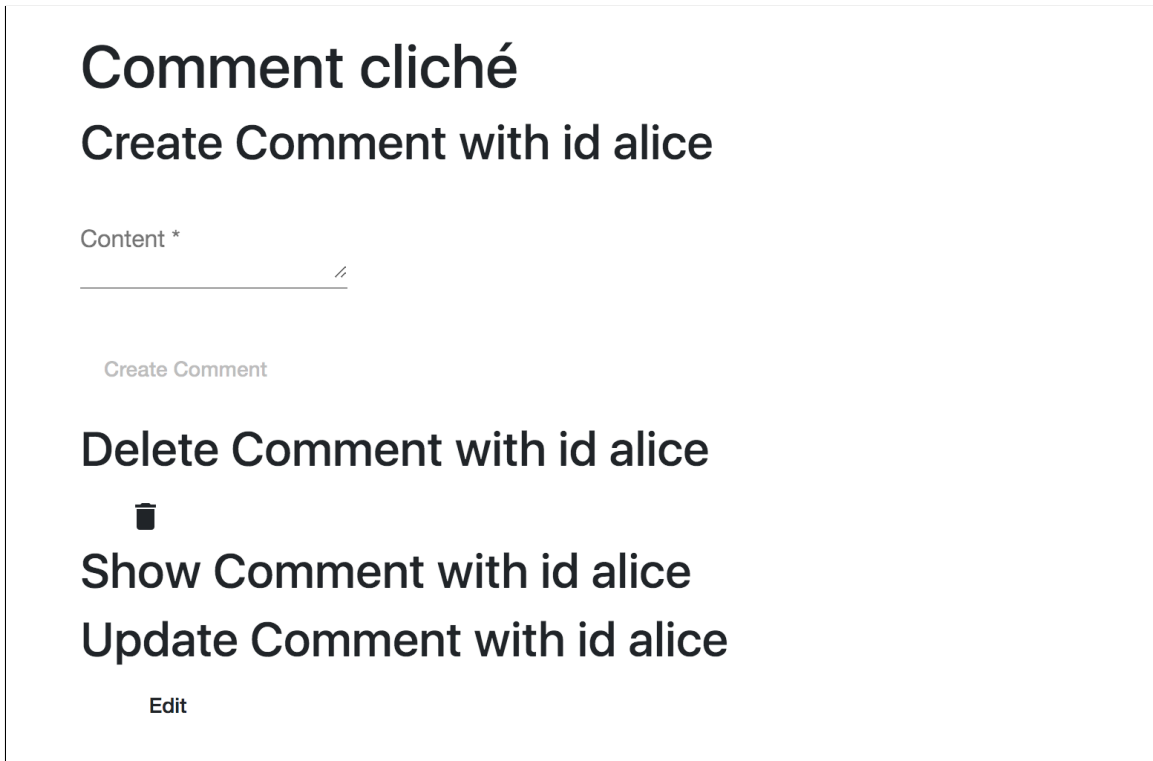 Comment cliché
Create Comment with id alice
Content *
Create Comment
Delete Comment with id alice
Show Comment with id alice
Update Comment with id alice
Edit